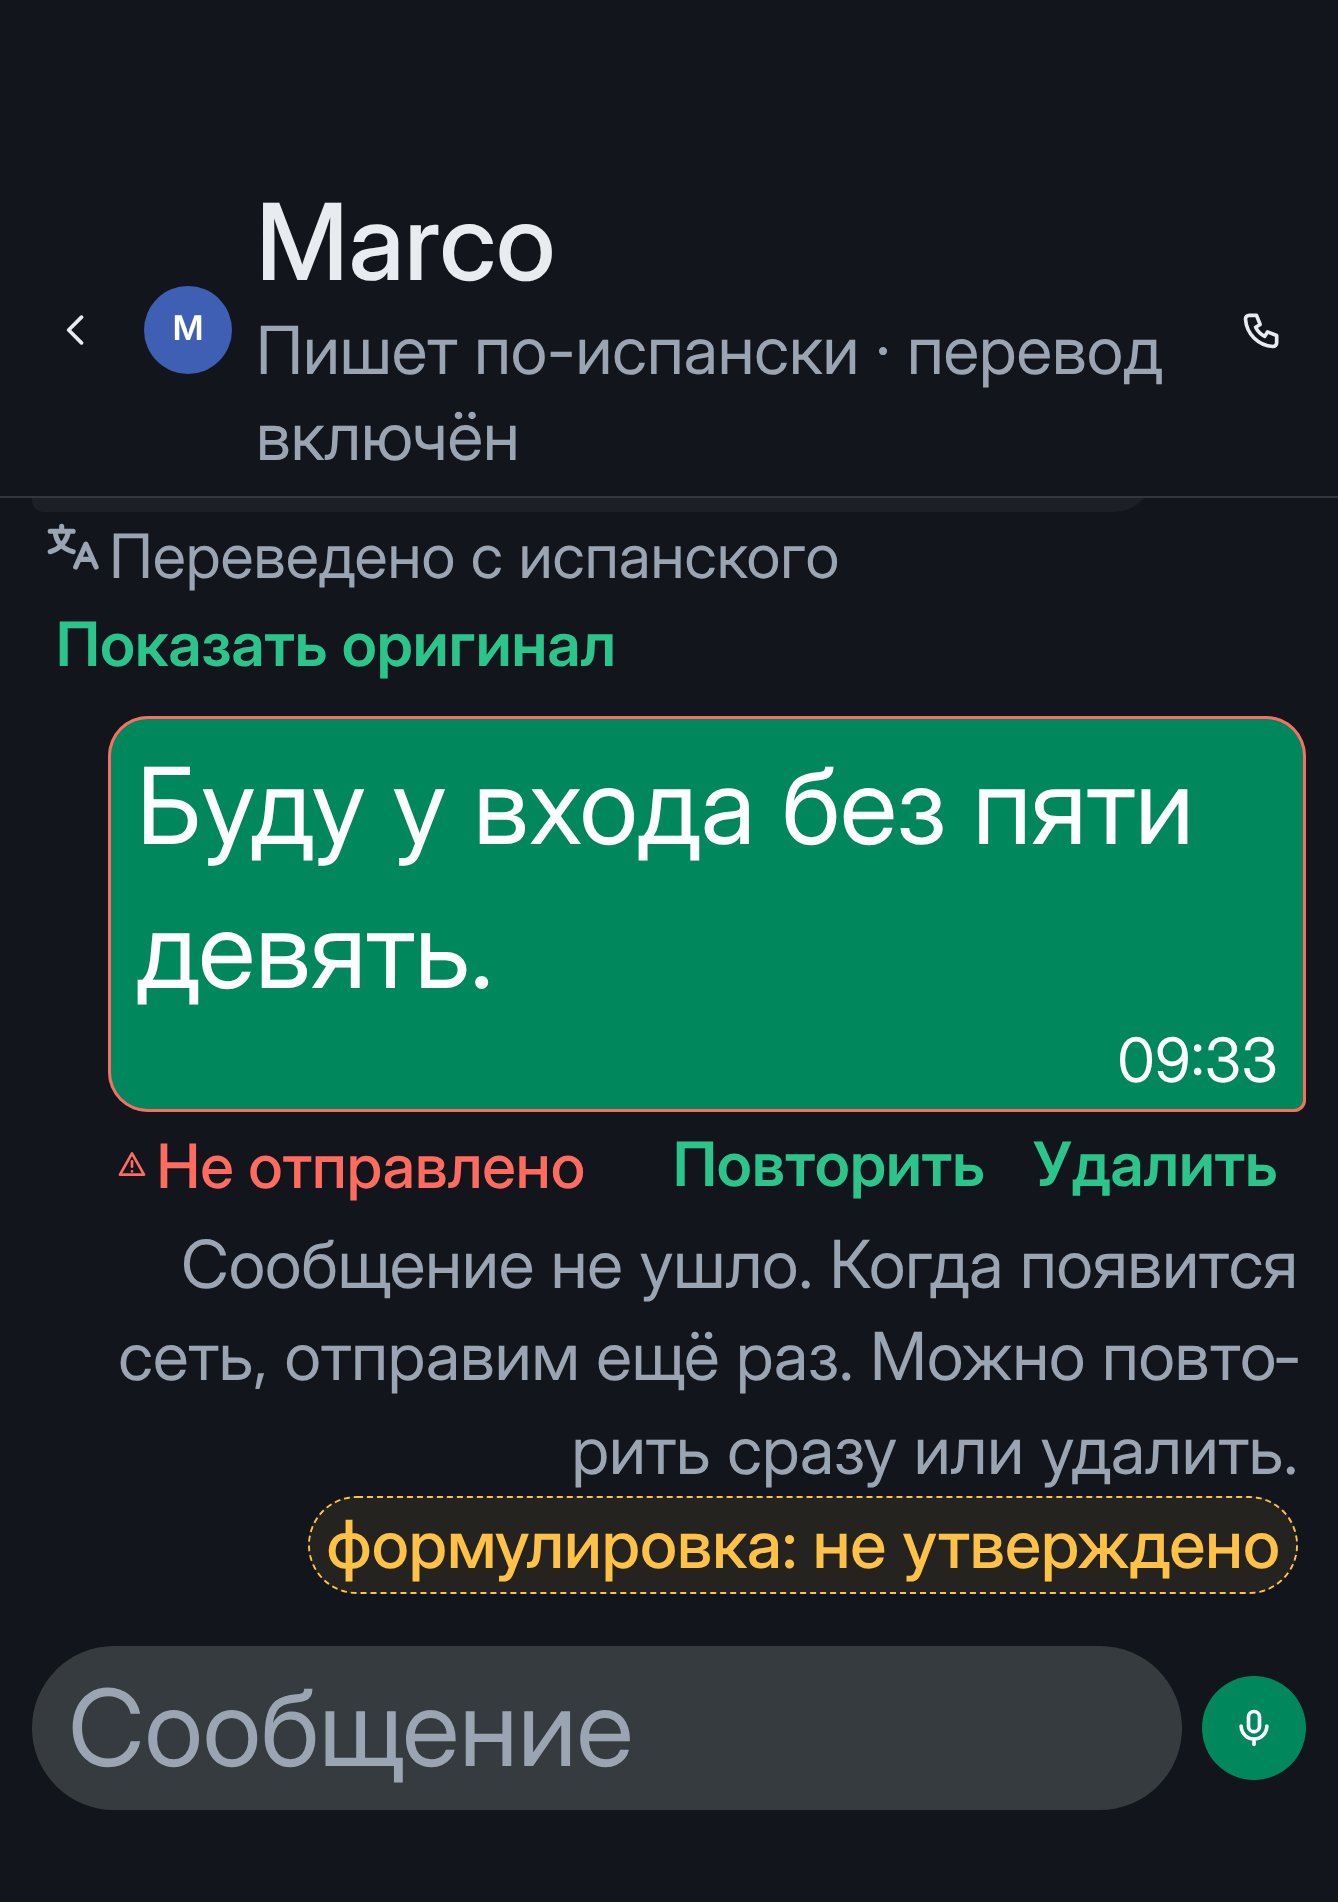 Marco
М
Пишет по-испански · перевод
включён
Переведено с испанского
Показать оригинал
Буду у входа без пяти
девять.
09:33
Не отправлено Повторить Удалить
Сообщение не ушло. Когда появится
сеть, отправим ещё раз. Можно повто-
рить сразу или удалить.
формулировка: не утверждено
Сообщение